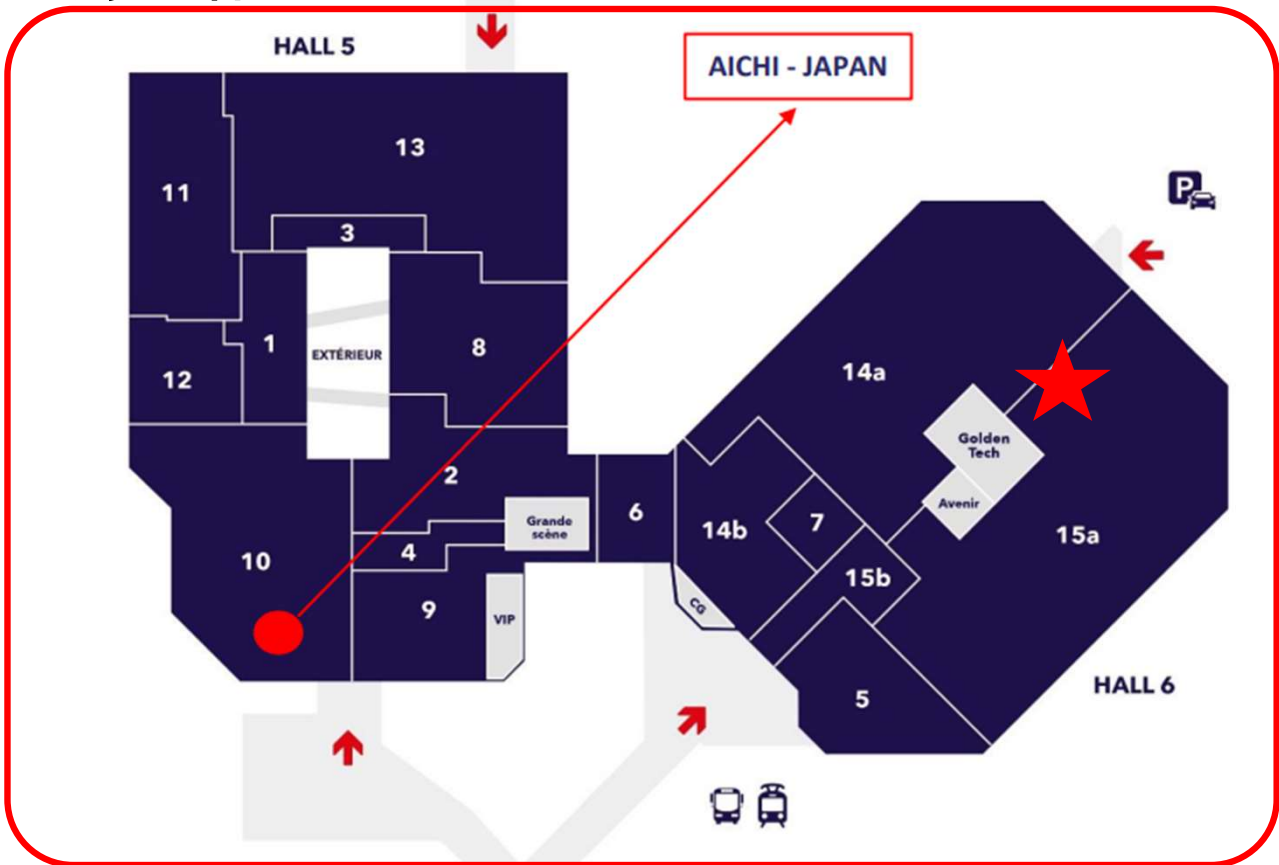 HALL 5
AICHI - JAPAN
13
11
P
3
1
EXTÉRIEUR
8
12
14a
Golden
Tech
2
Avenir
Grande
scène
6
7
14b
15a
10
4
15b
9
VIP
CG
HALL 6
5